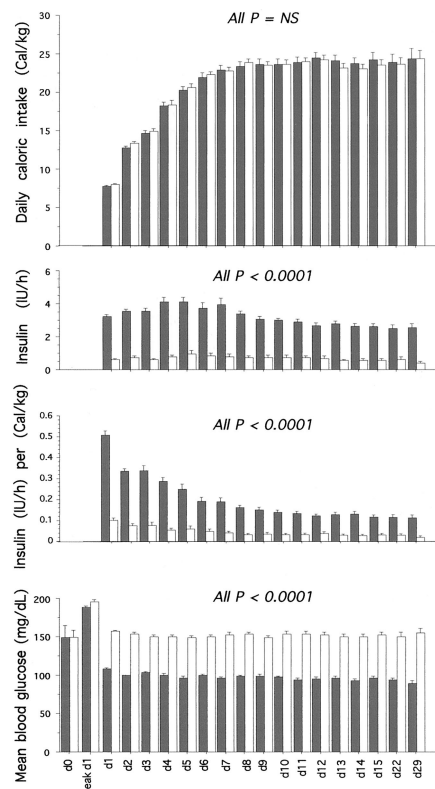 All P = NS
Daily caloric intake (Cal/kg)
30
25
20
15
10
5
0
All P < 0.0001
Insulin (IU/h)
6
4
2
0
All P < 0.0001
Insulin (IU/h) per (Cal/kg)
0.6
0.5
0.4
0.3
0.2
0.1
0
All P < 0.0001
Mean blood glucose (mg/dL)
200
150
100
50
0
d0
eak d1
d1
d2
d3
d4
d5
d6
d7
d8
d9
d10
d11
d12
d13
d14
d15
d22
d29